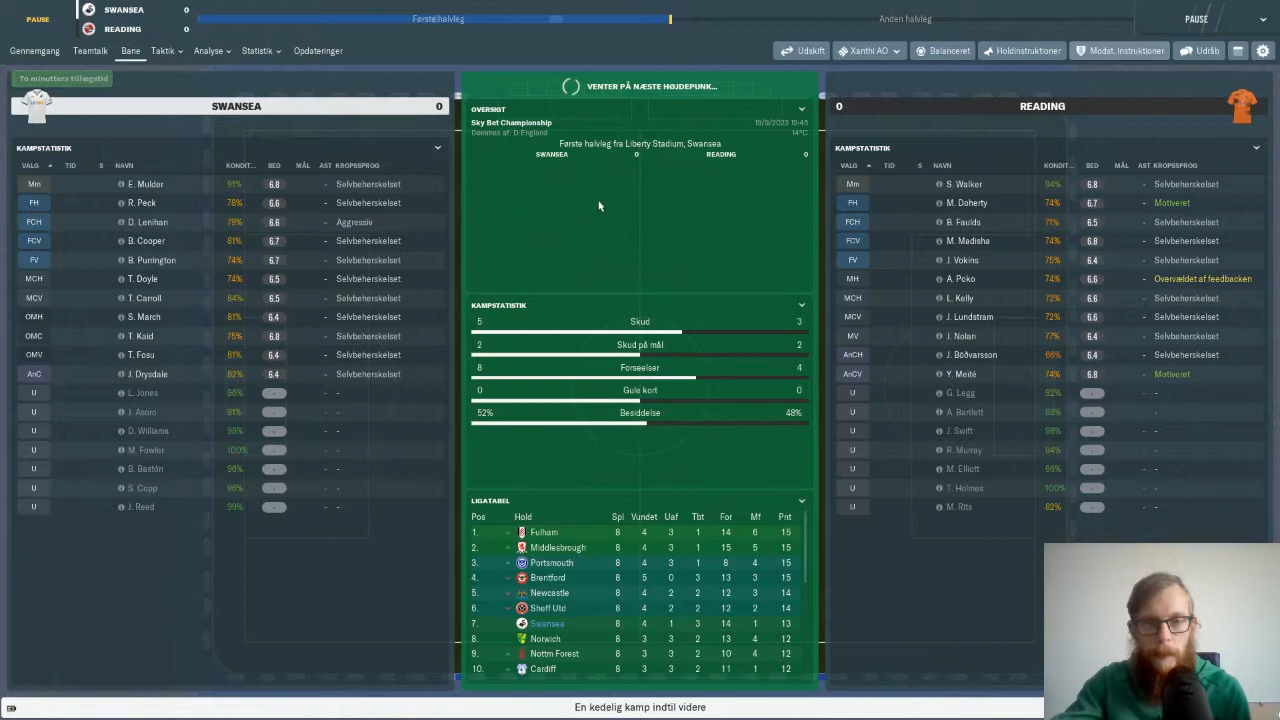 PAUSE
SWANSEA 0
READING 0
Første halvleg
Anden halvleg
PAUSE
Gennemgang Teamtalk Bane Taktik Analyse Statistik Opdateringer
Udskift Xanthi AO Balanceret Holdinstruktioner Modst. Instruktioner Udråb
To minutters tillægstid
SWANSEA 0
KAMPSTATISTIK
VALG TID S NAVN KONDIT... BED MÅL AST KROPSSPROG
Mm E. Mulder 91% 6.8 - Selvbeherskelset
FH R. Peck 78% 6.6 - Selvbeherskelset
FCH D. Lenihan 79% 6.6 - Aggressiv
FCV B. Cooper 81% 6.7 - Selvbeherskelset
FV B. Purrington 74% 6.7 - Selvbeherskelset
MCH T. Doyle 74% 6.5 - Selvbeherskelset
MCV T. Carroll 84% 6.5 - Selvbeherskelset
OMH S. March 81% 6.4 - Selvbeherskelset
OMC T. Kaid 75% 6.8 - Selvbeherskelset
OMV T. Fosu 81% 6.4 - Selvbeherskelset
AnC J. Drysdale 82% 6.4 - Selvbeherskelset
U L. Jones 96% - - -
U J. Asoro 91% - - -
U D. Williams 98% - - -
U M. Fowler 100% - - -
U B. Bastón 96% - - -
U S. Copp 96% - - -
U J. Reed 99% - - -
VENTER PÅ NÆSTE HØJDEPUNK...
OVERSIGT
Sky Bet Championship 19/9/2023 19:45
Dømmes af: D England 14°C
Første halvleg fra Liberty Stadium, Swansea
SWANSEA 0 READING 0
KAMPSTATISTIK
5 Skud 3
2 Skud på mål 2
8 Forseelser 4
0 Gule kort 0
52% Besiddelse 48%
LIGATABEL
Pos Hold Spl Vundet Uaf Tbt For Mf Pnt
1. Fulham 8 4 3 1 14 6 15
2. Middlesbrough 8 4 3 1 15 5 15
3. Portsmouth 8 4 3 1 8 4 15
4. Brentford 8 5 0 3 13 3 15
5. Newcastle 8 4 2 2 12 3 14
6. Sheff Utd 8 4 2 2 12 2 14
7. Swansea 8 4 1 3 14 1 13
8. Norwich 8 3 3 2 13 4 12
9. Nottm Forest 8 3 3 2 10 4 12
10. Cardiff 8 3 3 2 11 1 12
0 READING
KAMPSTATISTIK
VALG TID S NAVN KONDIT... BED MÅL AST KROPSSPROG
Mm S. Walker 94% 6.8 - Selvbeherskelset
FH M. Doherty 74% 6.7 - Motiveret
FCH B. Faulds 71% 6.5 - Selvbeherskelset
FCV M. Madisha 74% 6.8 - Selvbeherskelset
FV J. Vokins 75% 6.8 - Selvbeherskelset
MH A. Poko 74% 6.6 - Overvældet af feedbacken
MCH L. Kelly 72% 6.6 - Selvbeherskelset
MCV J. Lundstram 72% 6.6 - Selvbeherskelset
MV J. Nolan 77% 6.4 - Selvbeherskelset
AnCH J. Böðvarsson 66% 6.4 - Selvbeherskelset
AnCV Y. Meité 74% 6.8 - Motiveret
U G. Legg 92% - - -
U A. Bartlett 98% - - -
U J. Swift 98% - - -
U R. Murray 94% - - -
U M. Elliott 96% - - -
U T. Holmes 100% - - -
U M. Rits 82% - - -
En kedelig kamp indtil videre